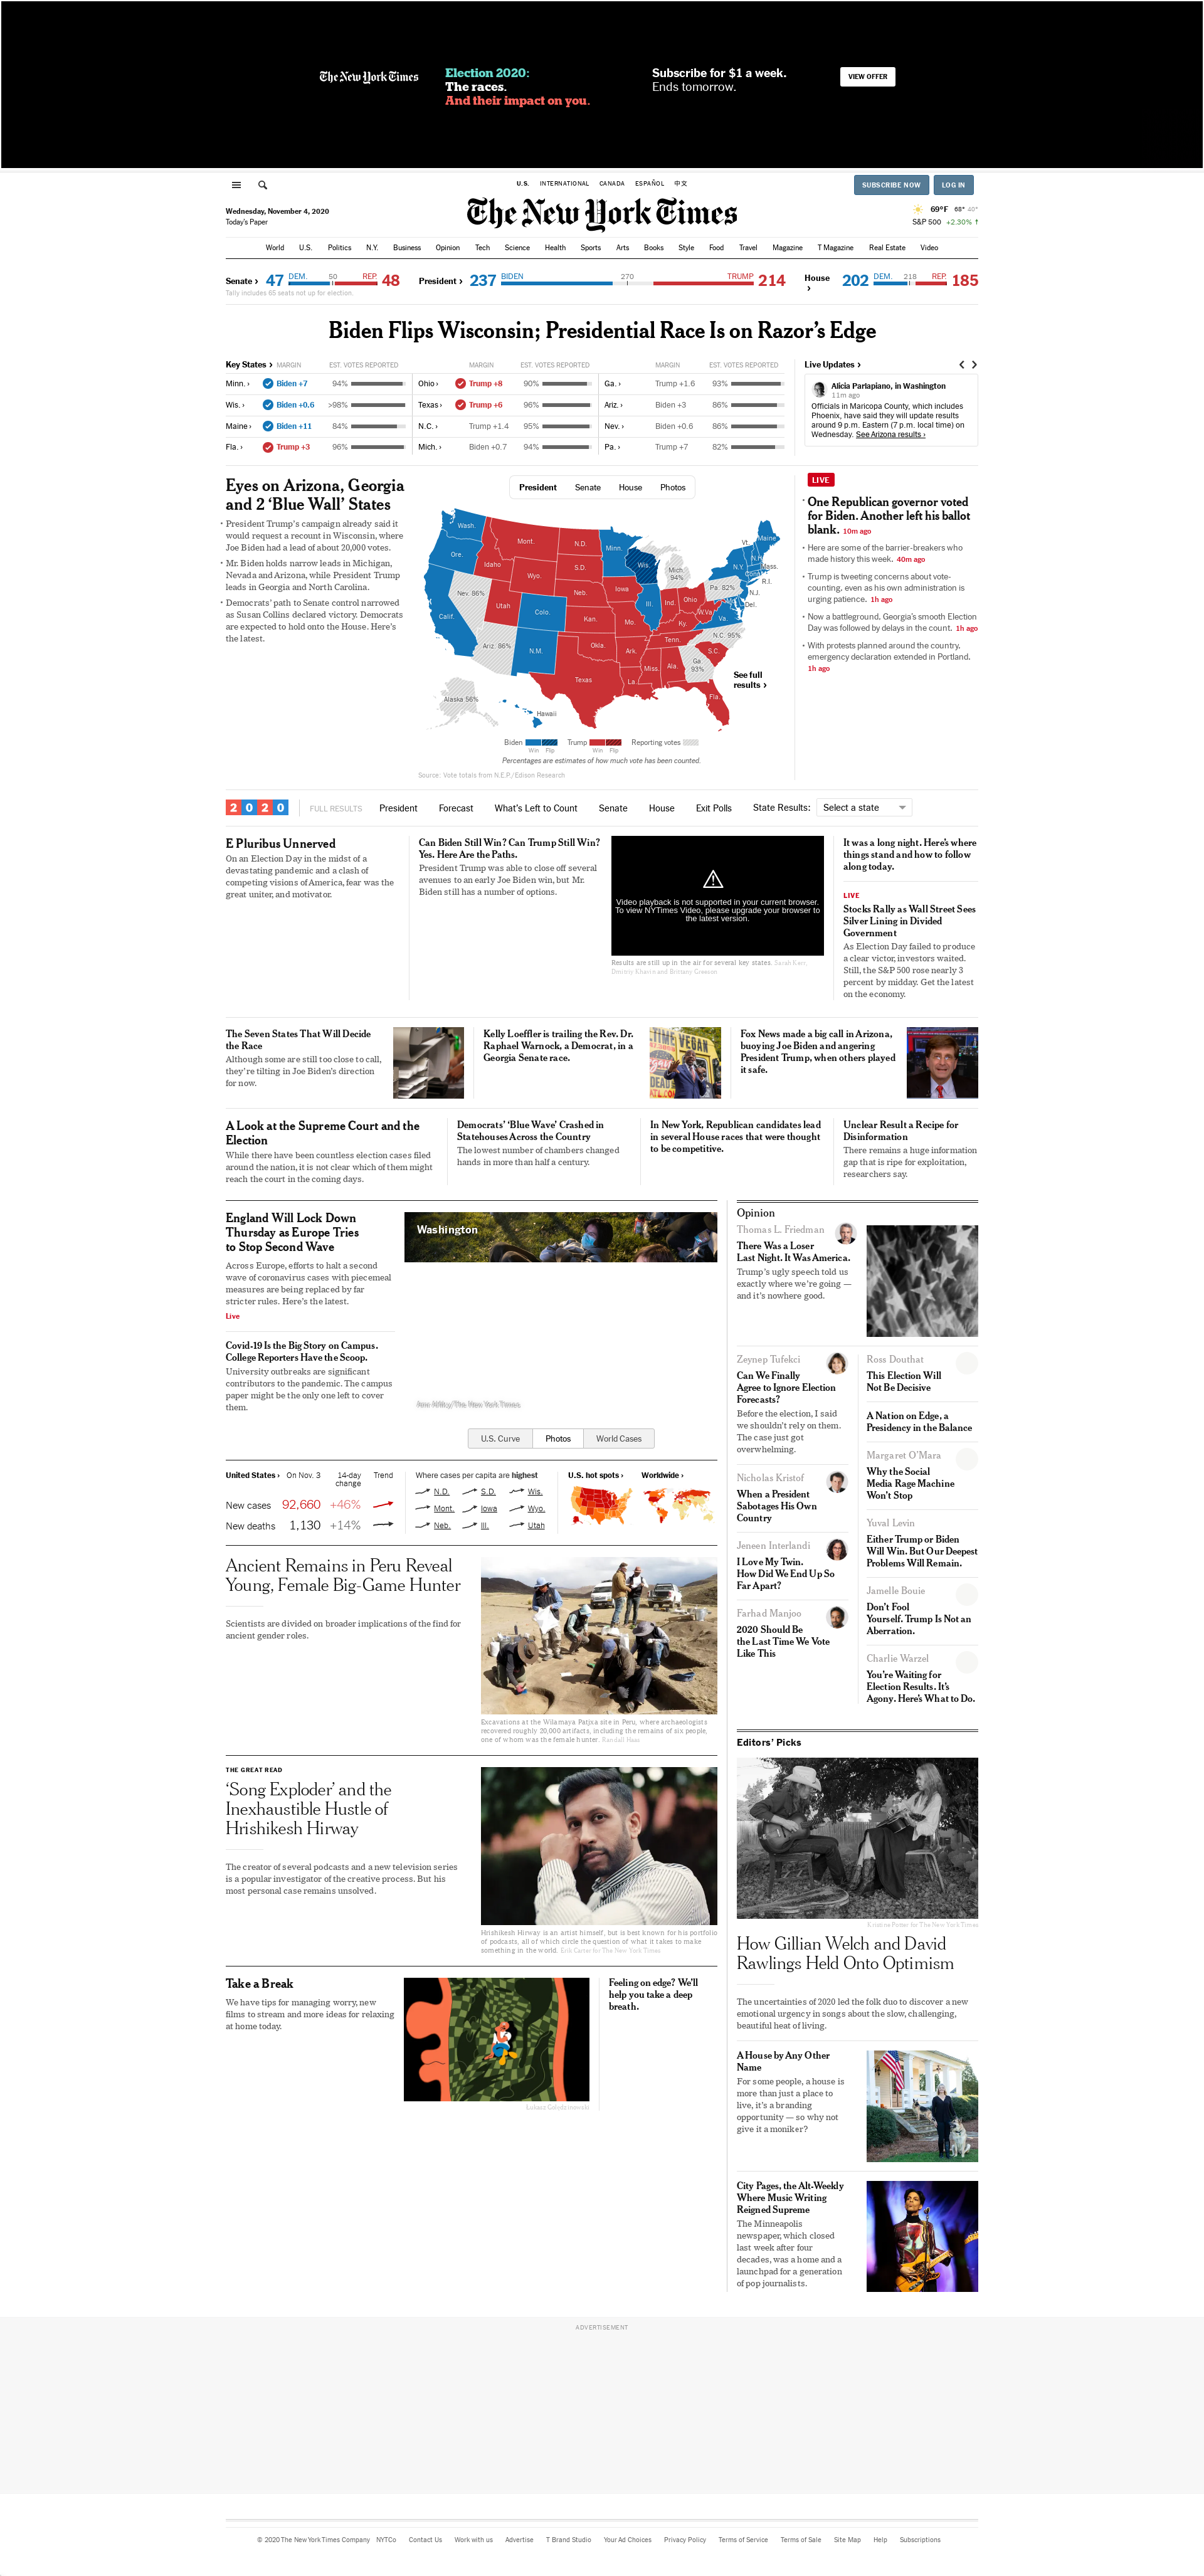 The New York Times
Election 2020:
The races.
And their impact on you.
Subscribe for $1 a week.
Ends tomorrow.
VIEW OFFER
U.S. INTERNATIONAL CANADA ESPAÑOL 中文
SUBSCRIBE NOW LOG IN
Wednesday, November 4, 2020
Today's Paper
The New York Times
69°F 68° 40°
S&P 500 +2.30% ↑
World U.S. Politics N.Y. Business Opinion Tech Science Health Sports Arts Books Style Food Travel Magazine T Magazine Real Estate Video
Senate › 47 DEM. 50 REP. 48
President › 237 BIDEN 270 TRUMP 214
House › 202 DEM. 218 REP. 185
Tally includes 65 seats not up for election.
Biden Flips Wisconsin; Presidential Race Is on Razor's Edge
Key States › MARGIN EST. VOTES REPORTED MARGIN EST. VOTES REPORTED MARGIN EST. VOTES REPORTED
Minn. › Biden +7 94% Ohio › Trump +8 90% Ga. › Trump +1.6 93%
Wis. › Biden +0.6 >98% Texas › Trump +6 96% Ariz. › Biden +3 86%
Maine › Biden +11 84% N.C. › Trump +1.4 95% Nev. › Biden +0.6 86%
Fla. › Trump +3 96% Mich. › Biden +0.7 94% Pa. › Trump +7 82%
Live Updates ›
Alicia Parlapiano, in Washington
11m ago
Officials in Maricopa County, which includes
Phoenix, have said they will update results
around 9 p.m. Eastern (7 p.m. local time) on
Wednesday. See Arizona results ›
Eyes on Arizona, Georgia
and 2 'Blue Wall' States
• President Trump's campaign already said it
would request a recount in Wisconsin, where
Joe Biden had a lead of about 20,000 votes.
• Mr. Biden holds narrow leads in Michigan,
Nevada and Arizona, while President Trump
leads in Georgia and North Carolina.
• Democrats' path to Senate control narrowed
as Susan Collins declared victory. Democrats
are expected to hold onto the House. Here's
the latest.
President Senate House Photos
Wash.
Mont.
N.D.
Minn.
Vt.
Maine
Ore.
Idaho
Wyo.
S.D.
Wis.
Mich.
94%
N.Y.
N.H.
Mass.
Conn.
R.I.
Nev. 86%
Utah
Colo.
Neb.
Iowa
Ill.
Ind.
Ohio
Pa. 82%
N.J.
Del.
Calif.
Kan.
Mo.
Ky.
W.Va.
Va.
Ariz. 86%
N.M.
Okla.
Ark.
Tenn.
N.C. 95%
S.C.
Texas
La.
Miss.
Ala.
Ga.
93%
Fla.
Alaska 56%
Hawaii
See full
results ›
Biden Trump Reporting votes
Win Flip Win Flip
Percentages are estimates of how much vote has been counted.
Source: Vote totals from N.E.P./Edison Research
LIVE
• One Republican governor voted
for Biden. Another left his ballot
blank. 10m ago
• Here are some of the barrier-breakers who
made history this week. 40m ago
• Trump is tweeting concerns about vote-
counting, even as his own administration is
urging patience. 1h ago
• Now a battleground, Georgia's smooth Election
Day was followed by delays in the count. 1h ago
• With protests planned around the country,
emergency declaration extended in Portland.
1h ago
2020 FULL RESULTS President Forecast What's Left to Count Senate House Exit Polls State Results: Select a state
E Pluribus Unnerved
On an Election Day in the midst of a
devastating pandemic and a clash of
competing visions of America, fear was the
great uniter, and motivator.
Can Biden Still Win? Can Trump Still Win?
Yes. Here Are the Paths.
President Trump was able to close off several
avenues to an early Joe Biden win, but Mr.
Biden still has a number of options.
Video playback is not supported in your current browser.
To view NYTimes Video, please upgrade your browser to
the latest version.
Results are still up in the air for several key states. Sarah Kerr,
Dmitriy Khavin and Brittany Greeson
It was a long night. Here's where
things stand and how to follow
along today.
LIVE
Stocks Rally as Wall Street Sees
Silver Lining in Divided
Government
As Election Day failed to produce
a clear victor, investors waited.
Still, the S&P 500 rose nearly 3
percent by midday. Get the latest
on the economy.
The Seven States That Will Decide
the Race
Although some are still too close to call,
they're tilting in Joe Biden's direction
for now.
Kelly Loeffler is trailing the Rev. Dr.
Raphael Warnock, a Democrat, in a
Georgia Senate race.
Fox News made a big call in Arizona,
buoying Joe Biden and angering
President Trump, when others played
it safe.
A Look at the Supreme Court and the
Election
While there have been countless election cases filed
around the nation, it is not clear which of them might
reach the court in the coming days.
Democrats' 'Blue Wave' Crashed in
Statehouses Across the Country
The lowest number of chambers changed
hands in more than half a century.
In New York, Republican candidates lead
in several House races that were thought
to be competitive.
Unclear Result a Recipe for
Disinformation
There remains a huge information
gap that is ripe for exploitation,
researchers say.
England Will Lock Down
Thursday as Europe Tries
to Stop Second Wave
Across Europe, efforts to halt a second
wave of coronavirus cases with piecemeal
measures are being replaced by far
stricter rules. Here's the latest.
Live
Covid-19 Is the Big Story on Campus.
College Reporters Have the Scoop.
University outbreaks are significant
contributors to the pandemic. The campus
paper might be the only one left to cover
them.
Washington
U.S. Curve Photos World Cases
United States › On Nov. 3 14-day change Trend
New cases 92,660 +46%
New deaths 1,130 +14%
Where cases per capita are highest
N.D. S.D. Wis.
Mont. Iowa Wyo.
Neb. Ill. Utah
U.S. hot spots › Worldwide ›
Ancient Remains in Peru Reveal
Young, Female Big-Game Hunter
Scientists are divided on broader implications of the find for
ancient gender roles.
Excavations at the Wilamaya Patjxa site in Peru, where archaeologists
recovered roughly 20,000 artifacts, including the remains of six people,
one of whom was the female hunter. Randall Haas
THE GREAT READ
'Song Exploder' and the
Inexhaustible Hustle of
Hrishikesh Hirway
The creator of several podcasts and a new television series
is a popular investigator of the creative process. But his
most personal case remains unsolved.
Hrishikesh Hirway is an artist himself, but is best known for his portfolio
of podcasts, all of which circle the question of what it takes to make
something in the world. Erik Carter for The New York Times
Take a Break
We have tips for managing worry, new
films to stream and more ideas for relaxing
at home today.
Feeling on edge? We'll
help you take a deep
breath.
Opinion
Thomas L. Friedman
There Was a Loser
Last Night. It Was America.
Trump's ugly speech told us
exactly where we're going —
and it's nowhere good.
Zeynep Tufekci
Can We Finally
Agree to Ignore Election
Forecasts?
Before the election, I said
we shouldn't rely on them.
The case just got
overwhelming.
Nicholas Kristof
When a President
Sabotages His Own
Country
Jeneen Interlandi
I Love My Twin.
How Did We End Up So
Far Apart?
Farhad Manjoo
2020 Should Be
the Last Time We Vote
Like This
Ross Douthat
This Election Will
Not Be Decisive
A Nation on Edge, a
Presidency in the Balance
Margaret O'Mara
Why the Social
Media Rage Machine
Won't Stop
Yuval Levin
Either Trump or Biden
Will Win. But Our Deepest
Problems Will Remain.
Jamelle Bouie
Don't Fool
Yourself. Trump Is Not an
Aberration.
Charlie Warzel
You're Waiting for
Election Results. It's
Agony. Here's What to Do.
Editors' Picks
Kristine Potter for The New York Times
How Gillian Welch and David
Rawlings Held Onto Optimism
The uncertainties of 2020 led the folk duo to discover a new
emotional urgency in songs about the slow, challenging,
beautiful heat of living.
A House by Any Other
Name
For some people, a house is
more than just a place to
live, it's a branding
opportunity — so why not
give it a moniker?
City Pages, the Alt-Weekly
Where Music Writing
Reigned Supreme
The Minneapolis
newspaper, which closed
last week after four
decades, was a home and a
launchpad for a generation
of pop journalists.
ADVERTISEMENT
© 2020 The New York Times Company NYTCo Contact Us Work with us Advertise T Brand Studio Your Ad Choices Privacy Policy Terms of Service Terms of Sale Site Map Help Subscriptions